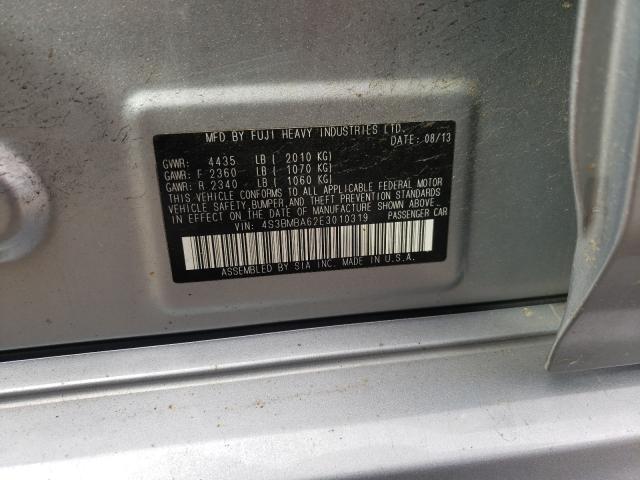 MFD BY FUJI HEAVY INDUSTRIES LTD.
DATE: 08/13
GVWR: 4435 LB ( 2010 KG)
GAWR: F 2360 LB ( 1070 KG)
GAWR: R 2340 LB ( 1060 KG)
THIS VEHICLE CONFORMS TO ALL APPLICABLE FEDERAL MOTOR
VEHICLE SAFETY, BUMPER, AND THEFT PREVENTION STANDARDS
IN EFFECT ON THE DATE OF MANUFACTURE SHOWN ABOVE.
VIN: 4S3BMBA62E3010319 PASSENGER CAR
ASSEMBLED BY SIA INC. MADE IN U.S.A.